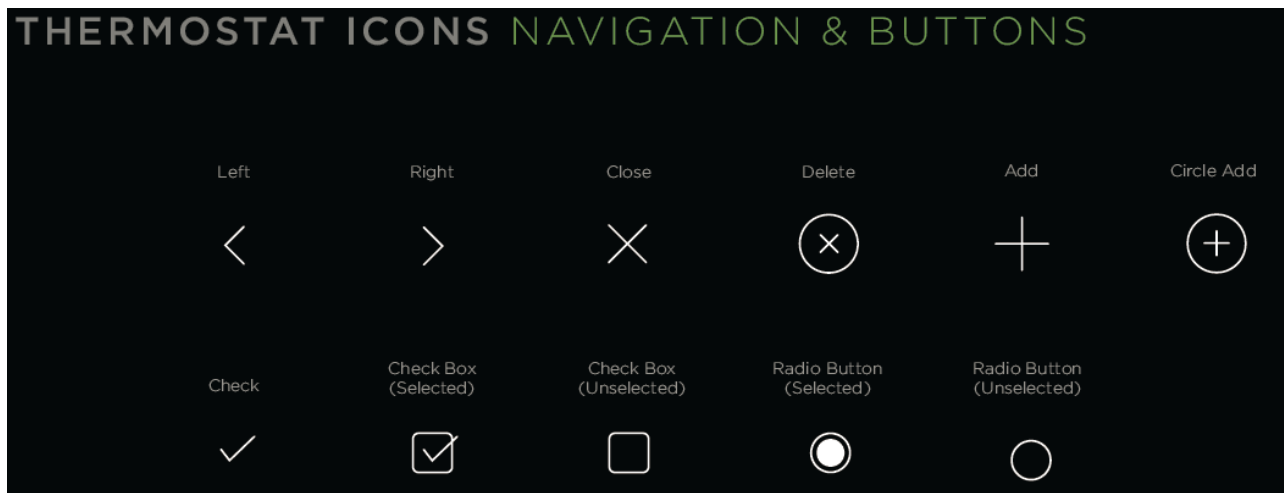 THERMOSTAT ICONS NAVIGATION & BUTTONS
Left
Right
Close
Delete
Add
Circle Add
Check
Check Box
(Selected)
Check Box
(Unselected)
Radio Button
(Selected)
Radio Button
(Unselected)